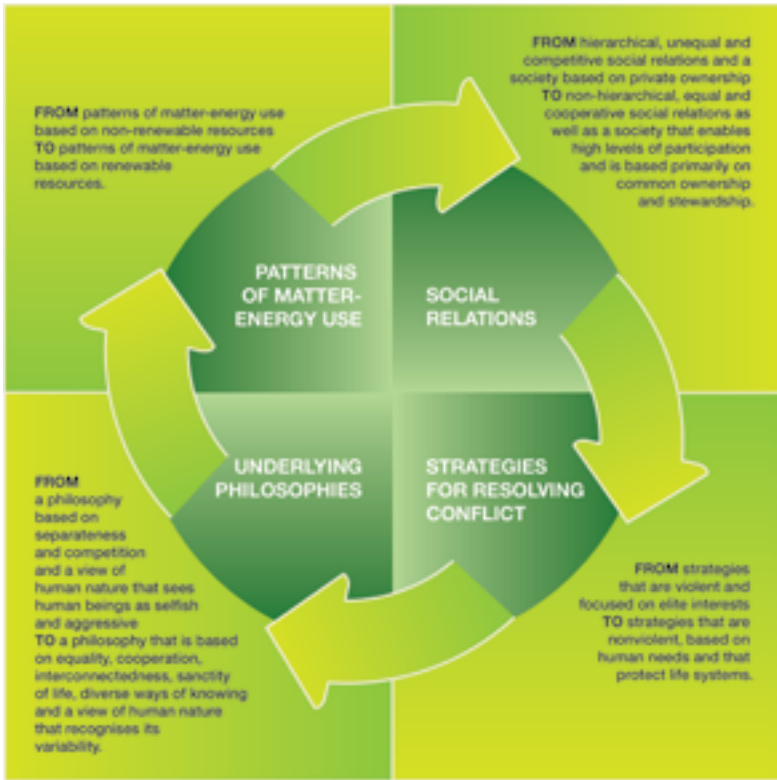 FROM patterns of matter-energy use
based on non-renewable resources
TO patterns of matter-energy use
based on renewable
resources.
FROM hierarchical, unequal and
competitive social relations and a
society based on private ownership
TO non-hierarchical, equal and
cooperative social relations as
well as a society that enables
high levels of participation
and is based primarily on
common ownership
and stewardship.
PATTERNS
OF MATTER-
ENERGY USE
SOCIAL
RELATIONS
UNDERLYING
PHILOSOPHIES
STRATEGIES
FOR RESOLVING
CONFLICT
FROM
a philosophy
based on
separateness
and competition
and a view of
human nature that sees
human beings as selfish
and aggressive
TO a philosophy that is based
on equality, cooperation,
interconnectedness, sanctity
of life, diverse ways of knowing
and a view of human nature
that recognises its
variability.
FROM strategies
that are violent and
focused on elite interests
TO strategies that are
nonviolent, based on
human needs and that
protect life systems.